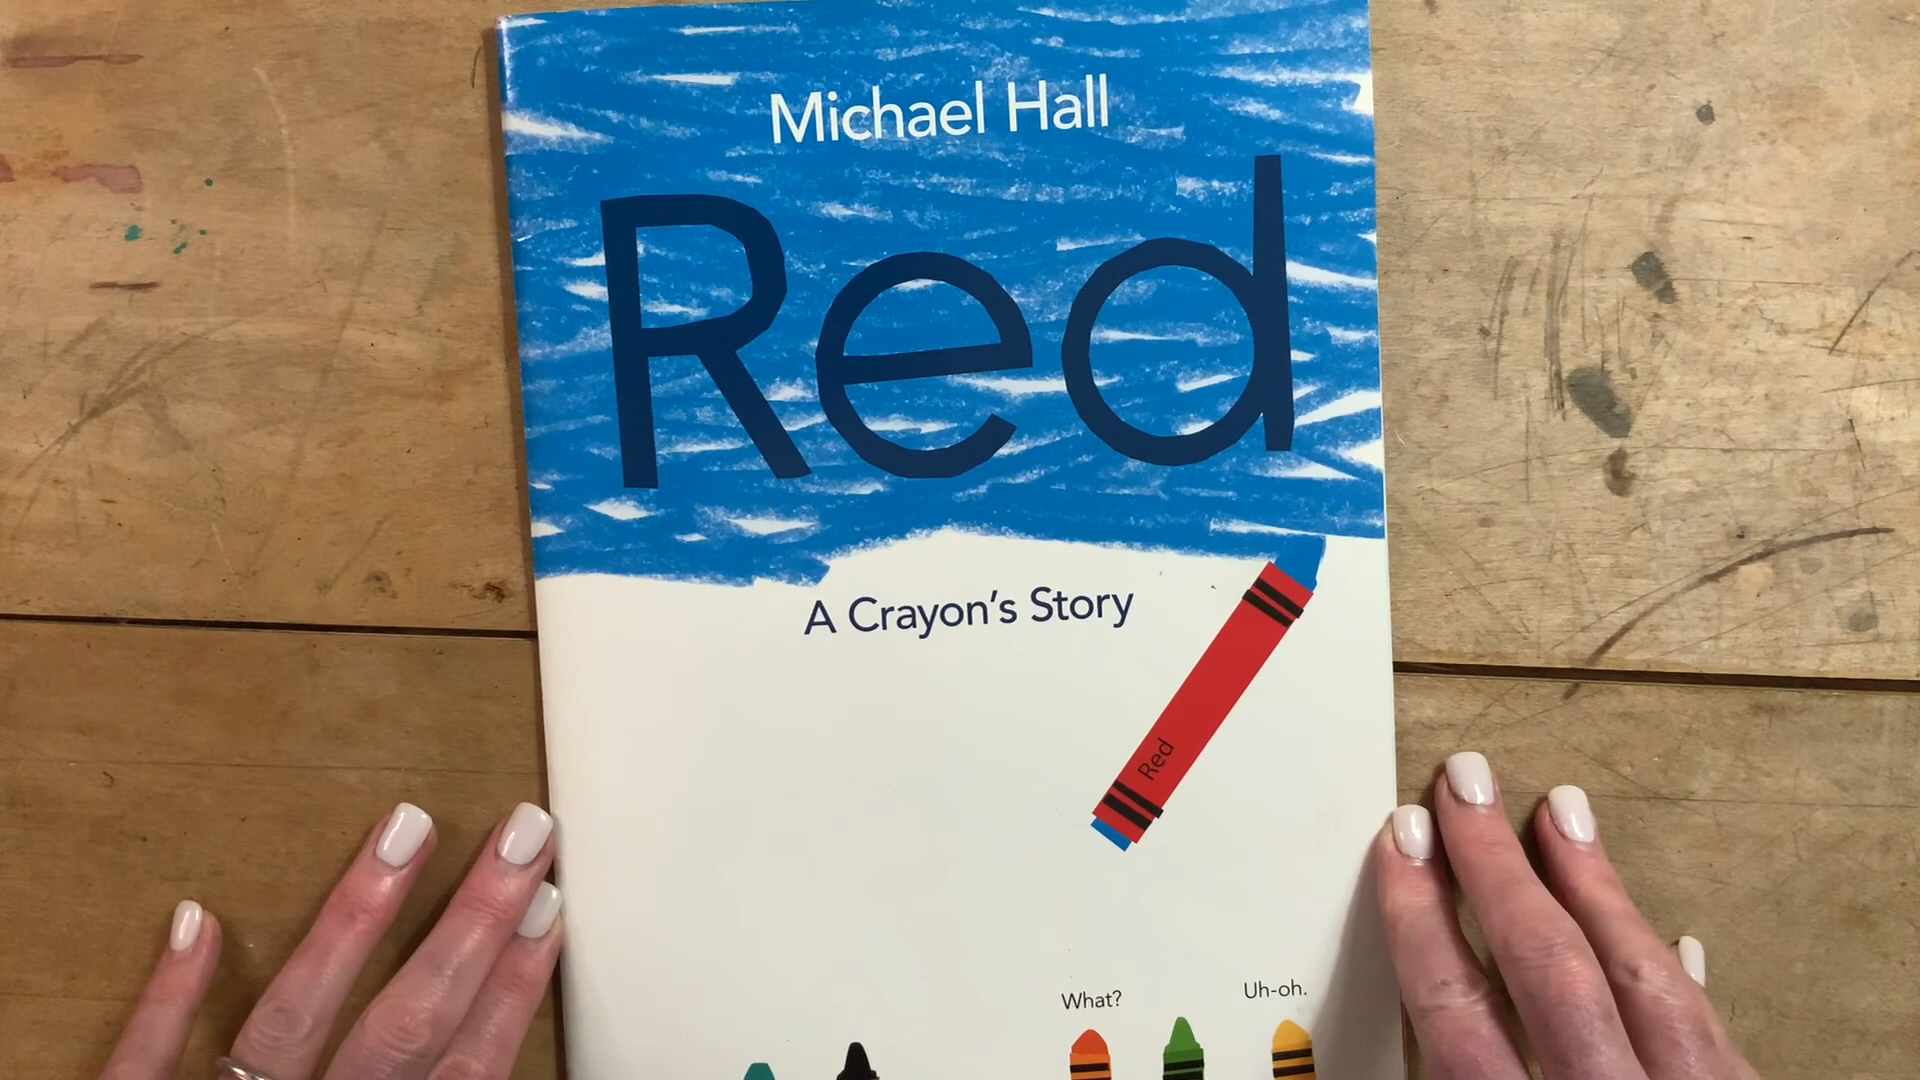 Michael Hall
Red
A Crayon's Story
Red
What?
Uh-oh.